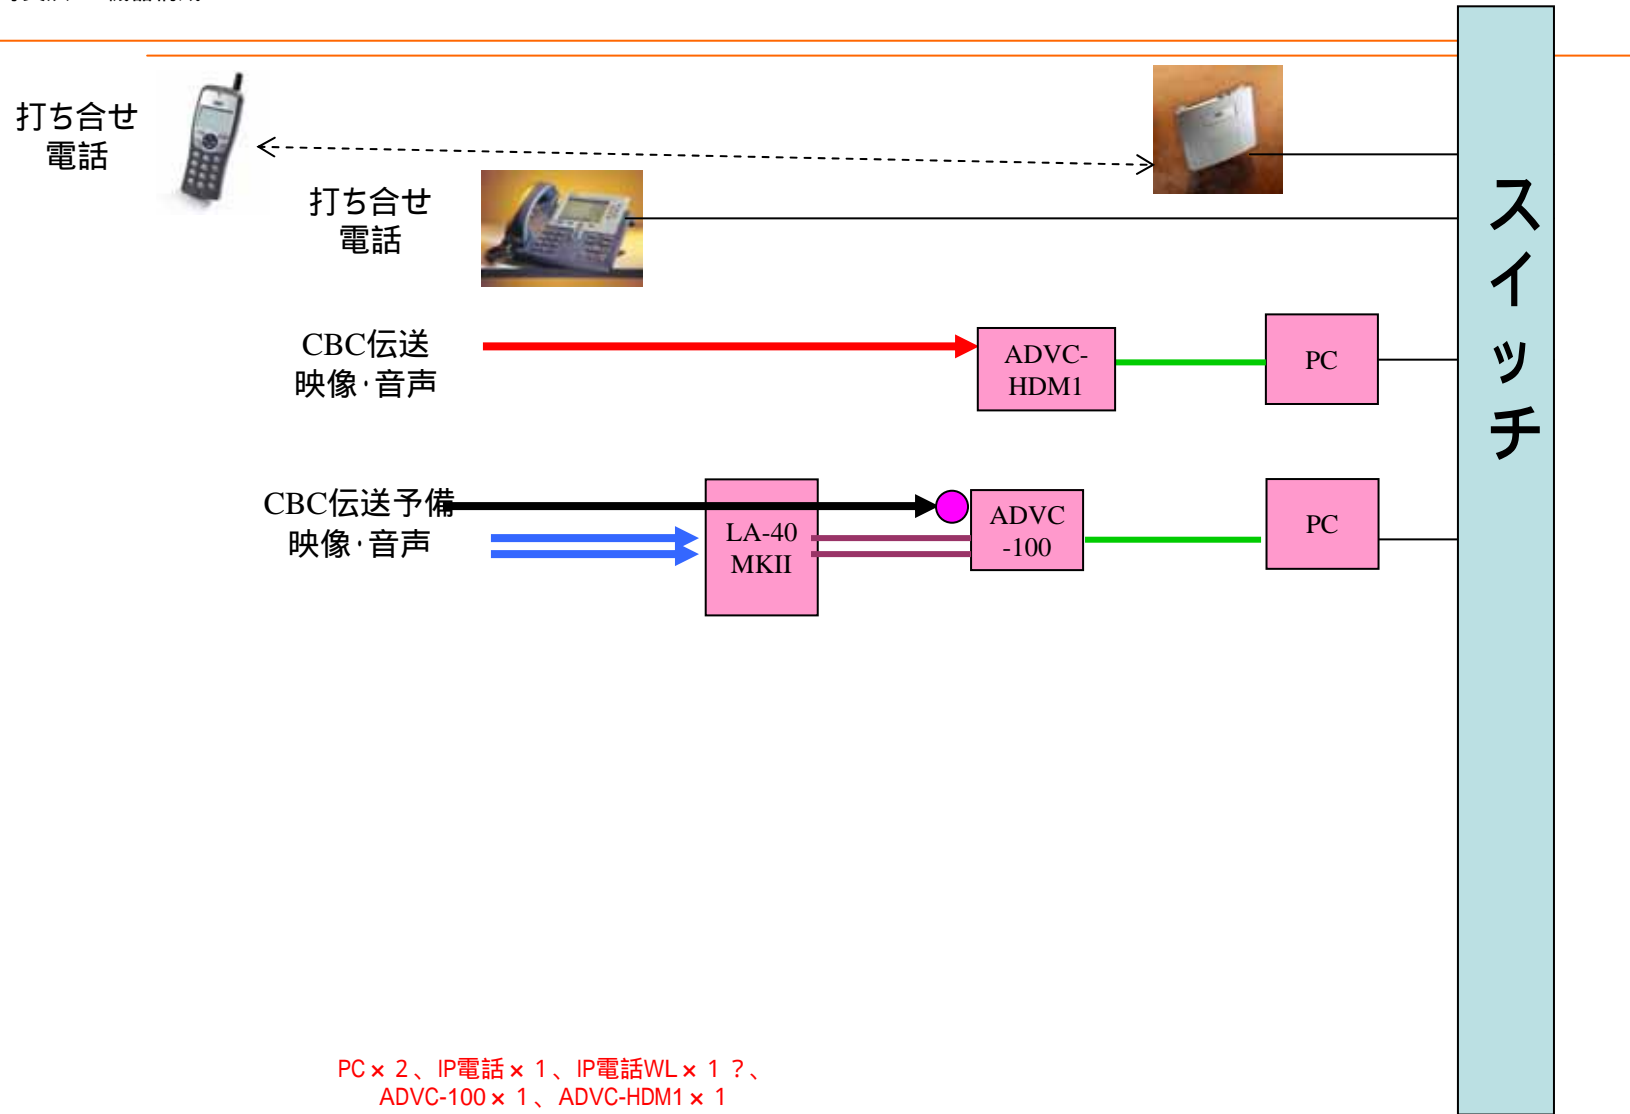 打ち合せ
電話
打ち合せ
電話
CBC伝送
映像・音声
ADVC-
HDM1
PC
CBC伝送予備
映像・音声
LA-40
MKII
ADVC
-100
PC
スイッチ
PC×２、IP電話×１、IP電話WL×１？、
ADVC-100×１、ADVC-HDM1×１